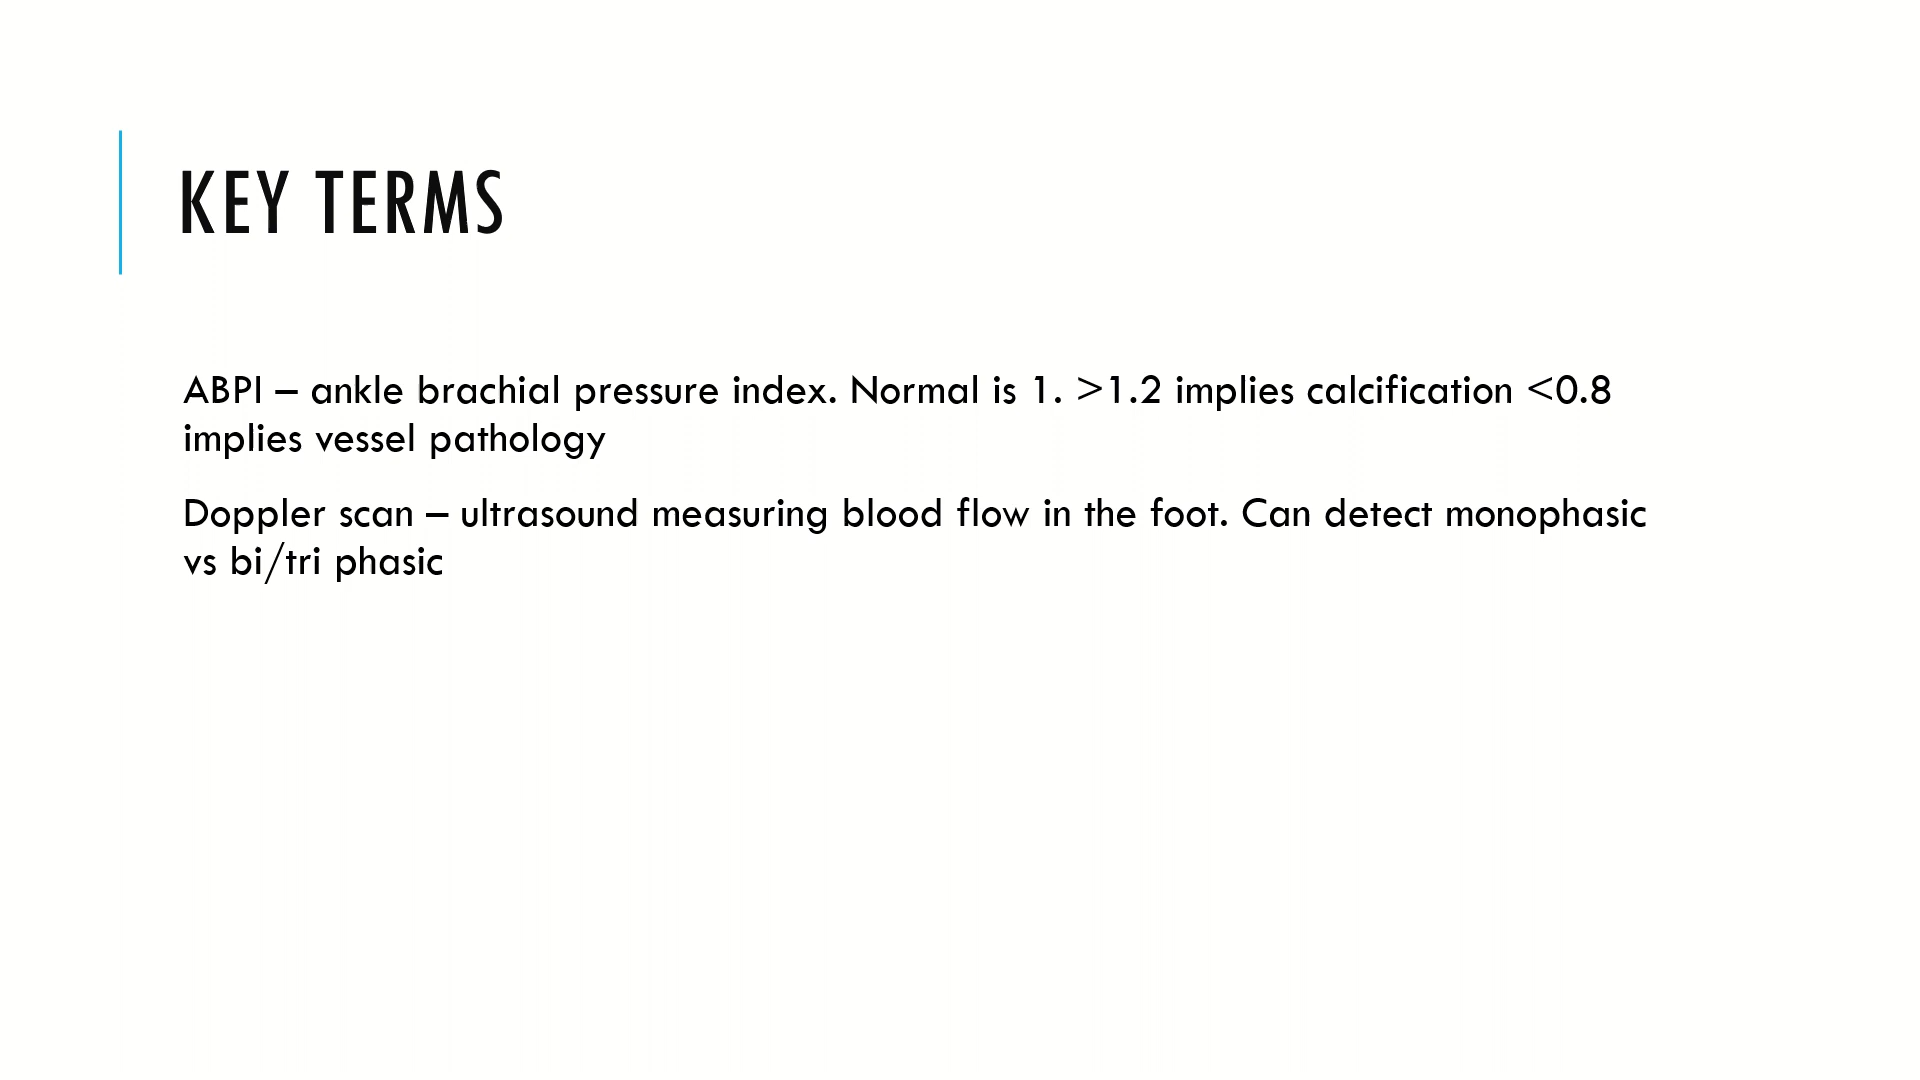 KEY TERMS
ABPI – ankle brachial pressure index. Normal is 1. >1.2 implies calcification <0.8
implies vessel pathology
Doppler scan – ultrasound measuring blood flow in the foot. Can detect monophasic
vs bi/tri phasic